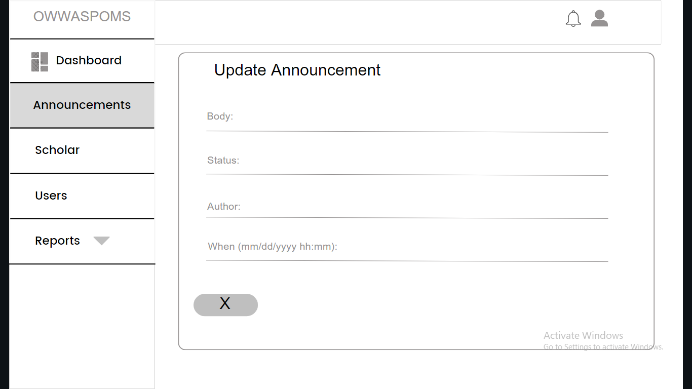 OWWASPOMS
Dashboard
Announcements
Scholar
Users
Reports
Update Announcement
Body:
Status:
Author:
When (mm/dd/yyyy hh:mm):
X
Activate Windows
Go to Settings to activate Windows.